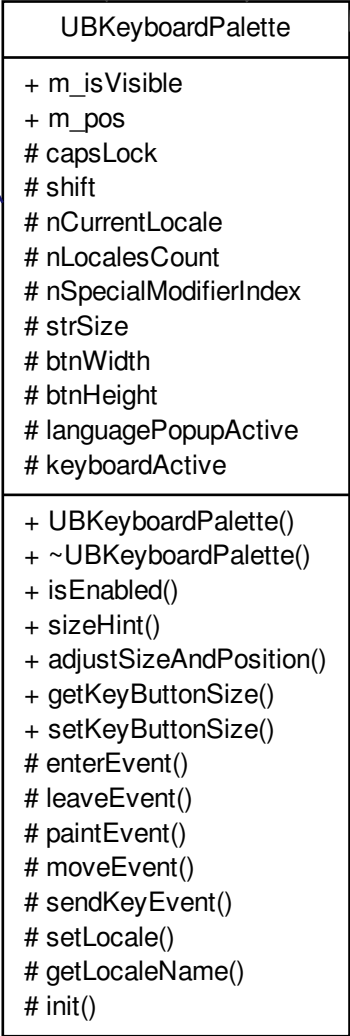 UBKeyboardPalette
+ m_isVisible
+ m_pos
# capsLock
# shift
# nCurrentLocale
# nLocalesCount
# nSpecialModifierIndex
# strSize
# btnWidth
# btnHeight
# languagePopupActive
# keyboardActive
+ UBKeyboardPalette()
+ ~UBKeyboardPalette()
+ isEnabled()
+ sizeHint()
+ adjustSizeAndPosition()
+ getKeyButtonSize()
+ setKeyButtonSize()
# enterEvent()
# leaveEvent()
# paintEvent()
# moveEvent()
# sendKeyEvent()
# setLocale()
# getLocaleName()
# init()